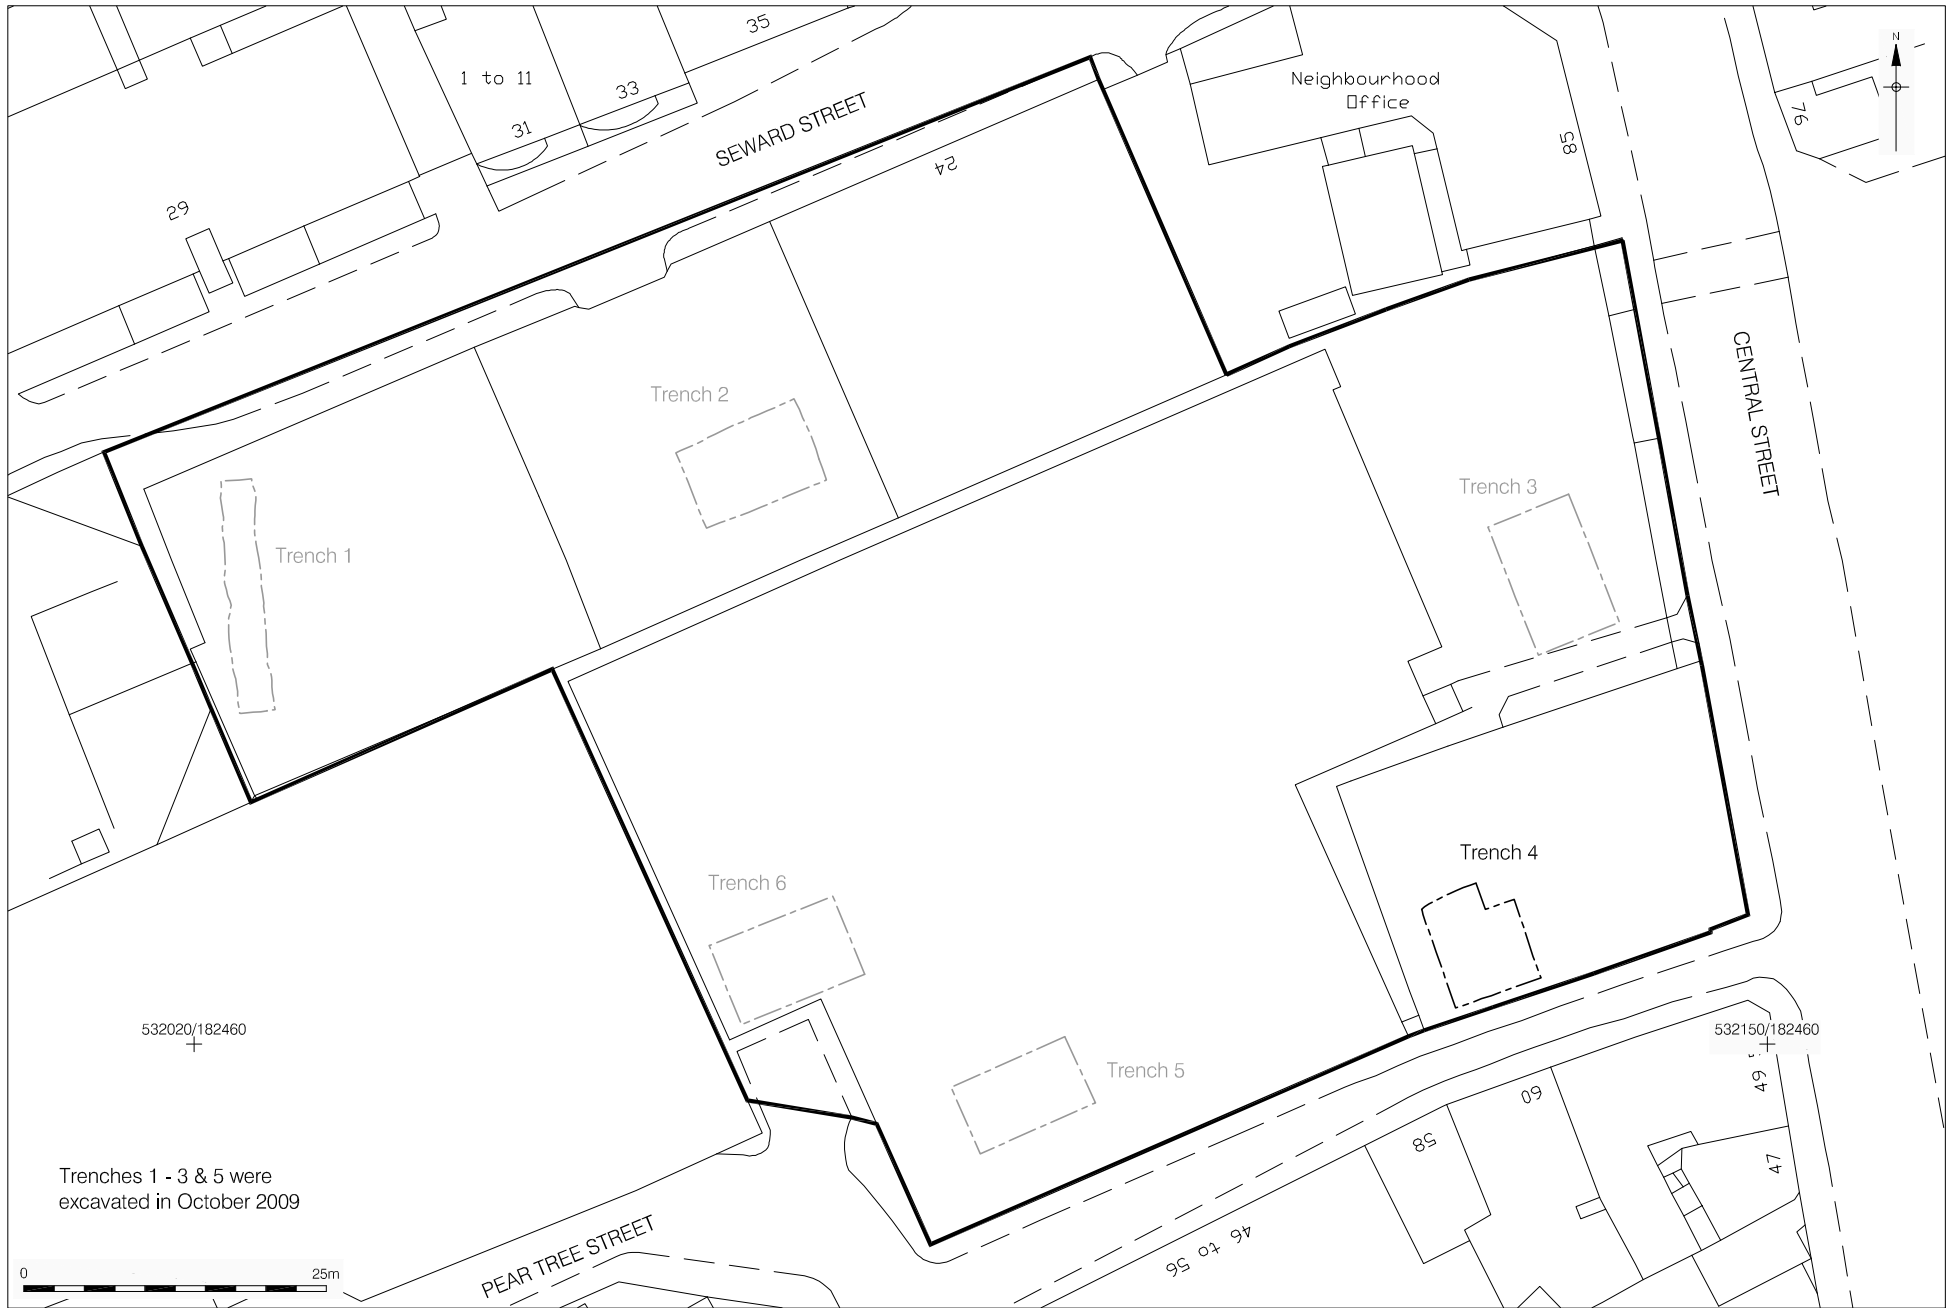 35
1 to 11
33
31
SEWARD STREET
Neighbourhood
Office
N
76
58
24
29
CENTRAL STREET
Trench 2
Trench 3
Trench 1
Trench 4
Trench 6
532020/182460
532150/182460
Trench 5
49
60
58
47
Trenches 1 - 3 & 5 were
excavated in October 2009
46 to 56
PEAR TREE STREET
0 25m